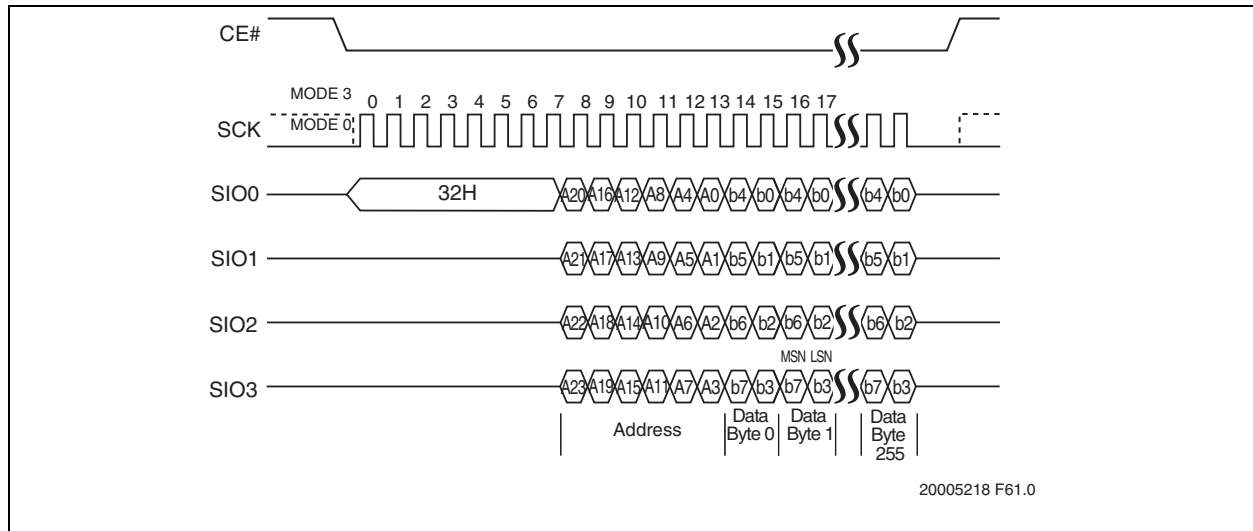 CE#
MODE 3
0 1 2 3 4 5 6 7 8 9 10 11 12 13 14 15 16 17
SCK MODE 0
SIO0 32H A20 A16 A12 A8 A4 A0 b4 b0 b4 b0 b4 b0
SIO1 A21 A17 A13 A9 A5 A1 b5 b1 b5 b1 b5 b1
SIO2 A22 A18 A14 A10 A6 A2 b6 b2 b6 b2 b6 b2
MSN LSN
SIO3 A23 A19 A15 A11 A7 A3 b7 b3 b7 b3 b7 b3
Address
Data Byte 0
Data Byte 1
Data Byte 255
20005218 F61.0